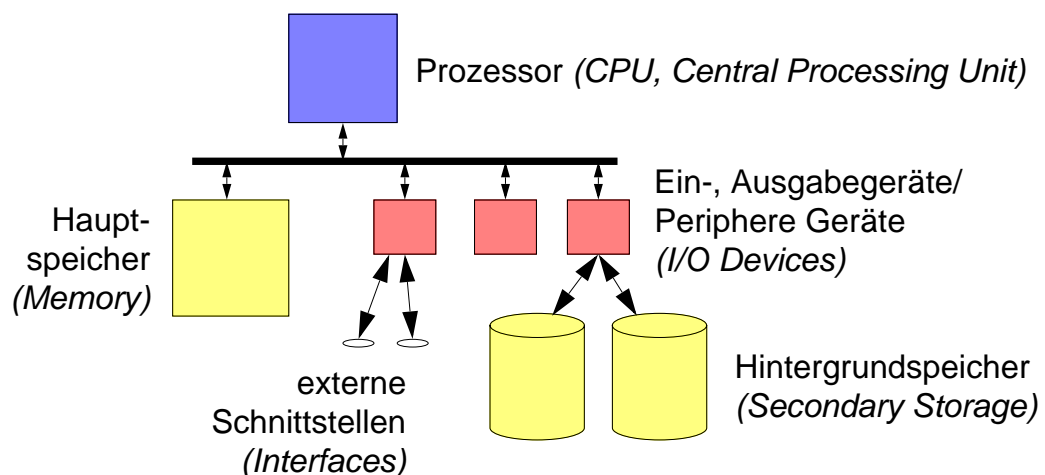 Prozessor (CPU, Central Processing Unit)
Ein-, Ausgabegeräte/
Periphere Geräte
(I/O Devices)
Haupt-
speicher
(Memory)
externe
Schnittstellen
(Interfaces)
Hintergrundspeicher
(Secondary Storage)